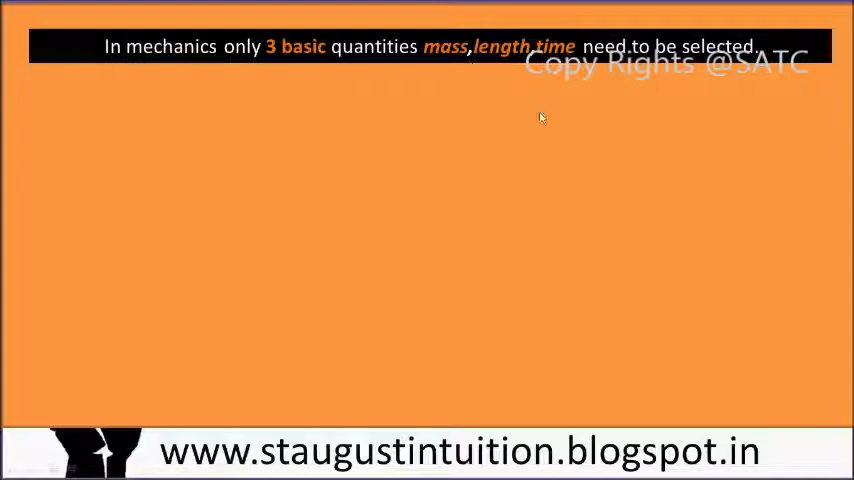 In mechanics only 3 basic quantities mass,length,time need to be selected.
Copy Rights @SATC
www.staugustintuition.blogspot.in